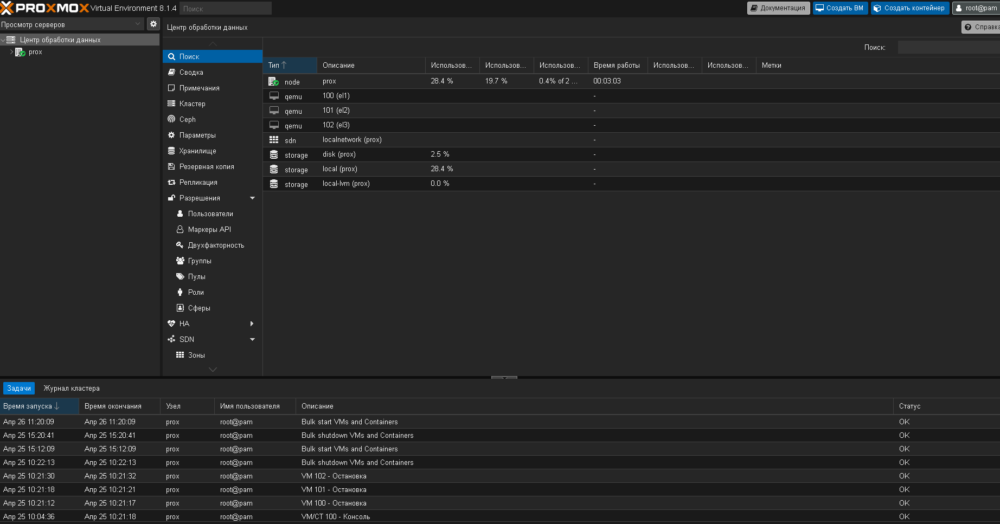 PROXMOX Virtual Environment 8.1.4 Поиск Документация Создать ВМ Создать контейнер root@pam
Просмотр серверов
Центр обработки данных
prox
Центр обработки данных Справка
Поиск:
Поиск
Сводка
Примечания
Кластер
Ceph
Параметры
Хранилище
Резервная копия
Репликация
Разрешения
Пользователи
Маркеры API
Двухфакторность
Группы
Пулы
Роли
Сферы
HA
SDN
Зоны
Тип Описание Использов... Использов... Использов... Время работы Использов... Использов... Метки
node prox 28.4 % 19.7 % 0.4% of 2 ... 00:03:03
qemu 100 (el1) -
qemu 101 (el2) -
qemu 102 (el3) -
sdn localnetwork (prox) -
storage disk (prox) 2.5 % -
storage local (prox) 28.4 % -
storage local-lvm (prox) 0.0 % -
Задачи Журнал кластера
Время запуска Время окончания Узел Имя пользователя Описание Статус
Апр 26 11:20:09 Апр 26 11:20:09 prox root@pam Bulk start VMs and Containers OK
Апр 25 15:20:41 Апр 25 15:20:41 prox root@pam Bulk shutdown VMs and Containers OK
Апр 25 15:12:09 Апр 25 15:12:09 prox root@pam Bulk start VMs and Containers OK
Апр 25 10:22:13 Апр 25 10:22:13 prox root@pam Bulk shutdown VMs and Containers OK
Апр 25 10:21:30 Апр 25 10:21:32 prox root@pam VM 102 - Остановка OK
Апр 25 10:21:18 Апр 25 10:21:21 prox root@pam VM 101 - Остановка OK
Апр 25 10:21:12 Апр 25 10:21:17 prox root@pam VM 100 - Остановка OK
Апр 25 10:04:36 Апр 25 10:21:18 prox root@pam VM/CT 100 - Консоль OK